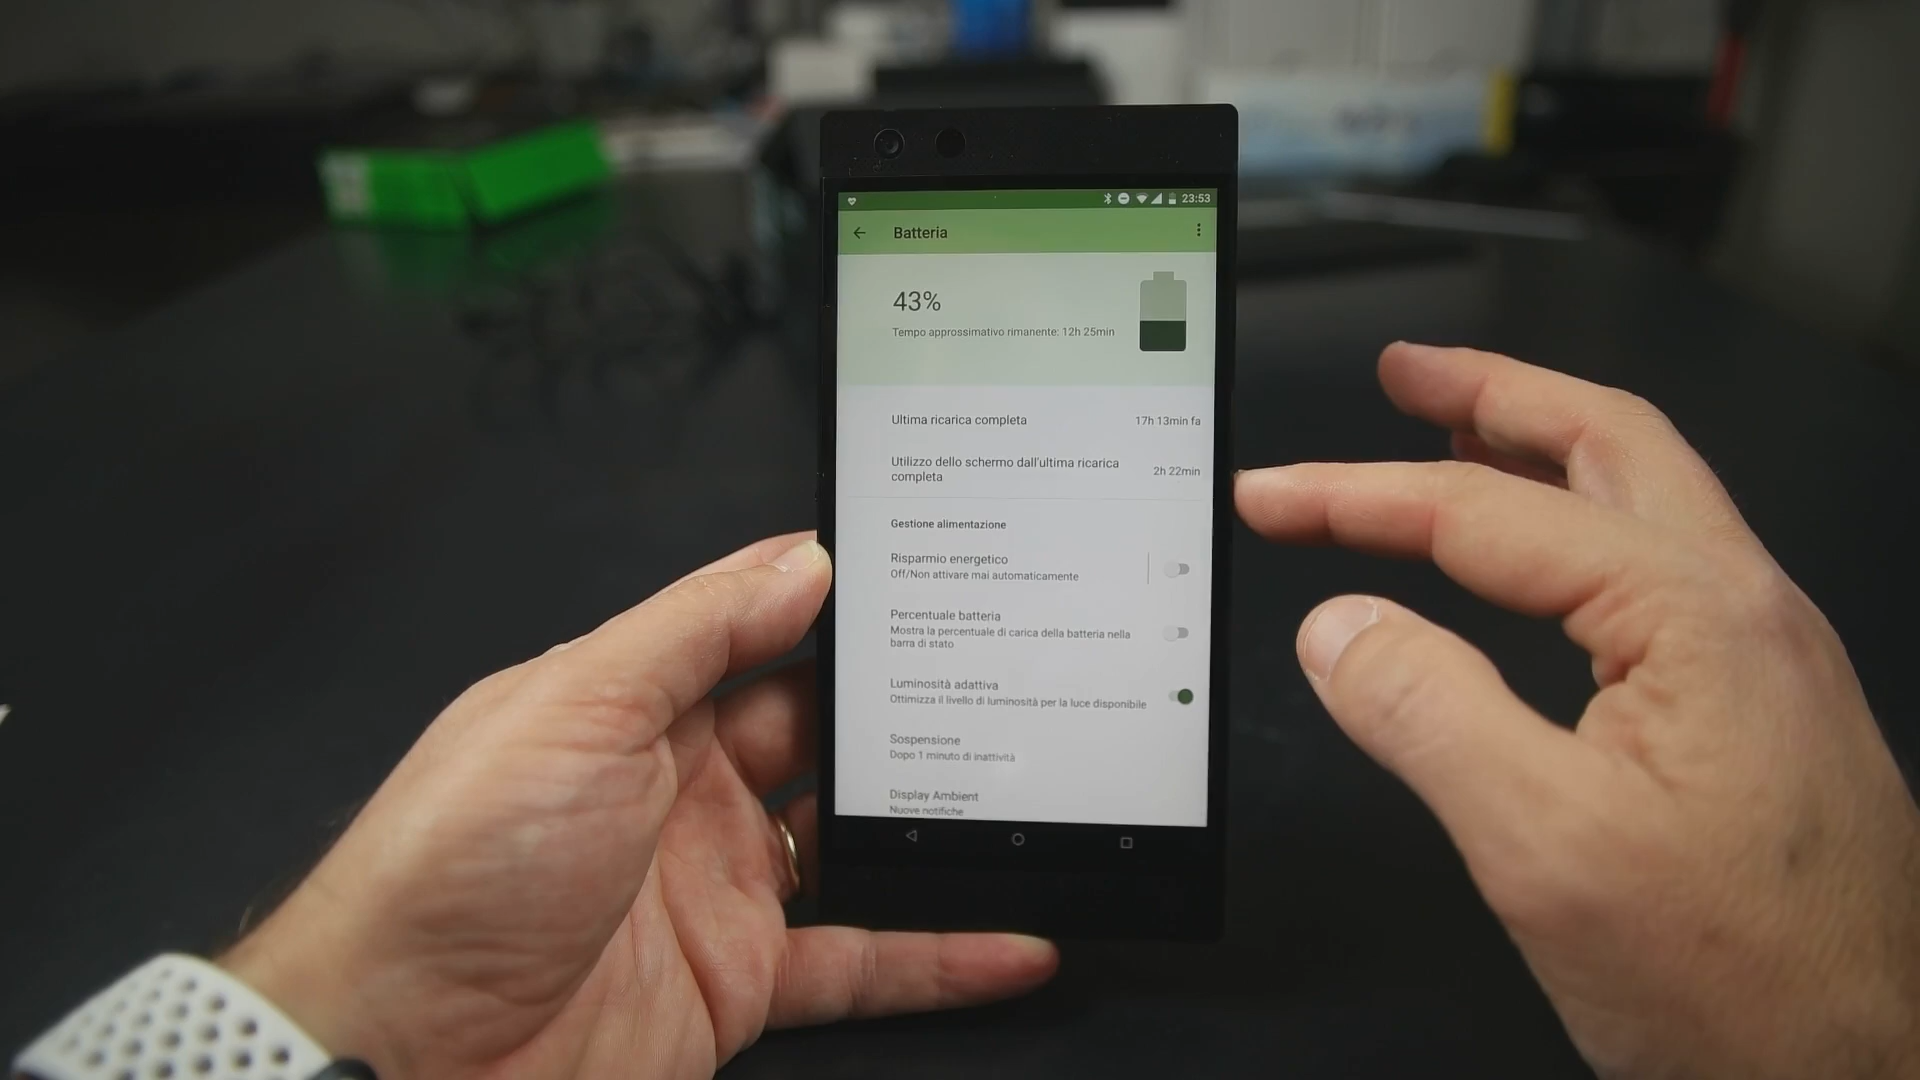 23:53
Batteria
43%
Tempo approssimativo rimanente: 12h 25min
Ultima ricarica completa
17h 13min fa
Utilizzo dello schermo dall'ultima ricarica
completa
2h 22min
Gestione alimentazione
Risparmio energetico
Off/Non attivare mai automaticamente
Percentuale batteria
Mostra la percentuale di carica della batteria nella
barra di stato
Luminosità adattiva
Ottimizza il livello di luminosità per la luce disponibile
Sospensione
Dopo 1 minuto di inattività
Display Ambient
Nuove notifiche